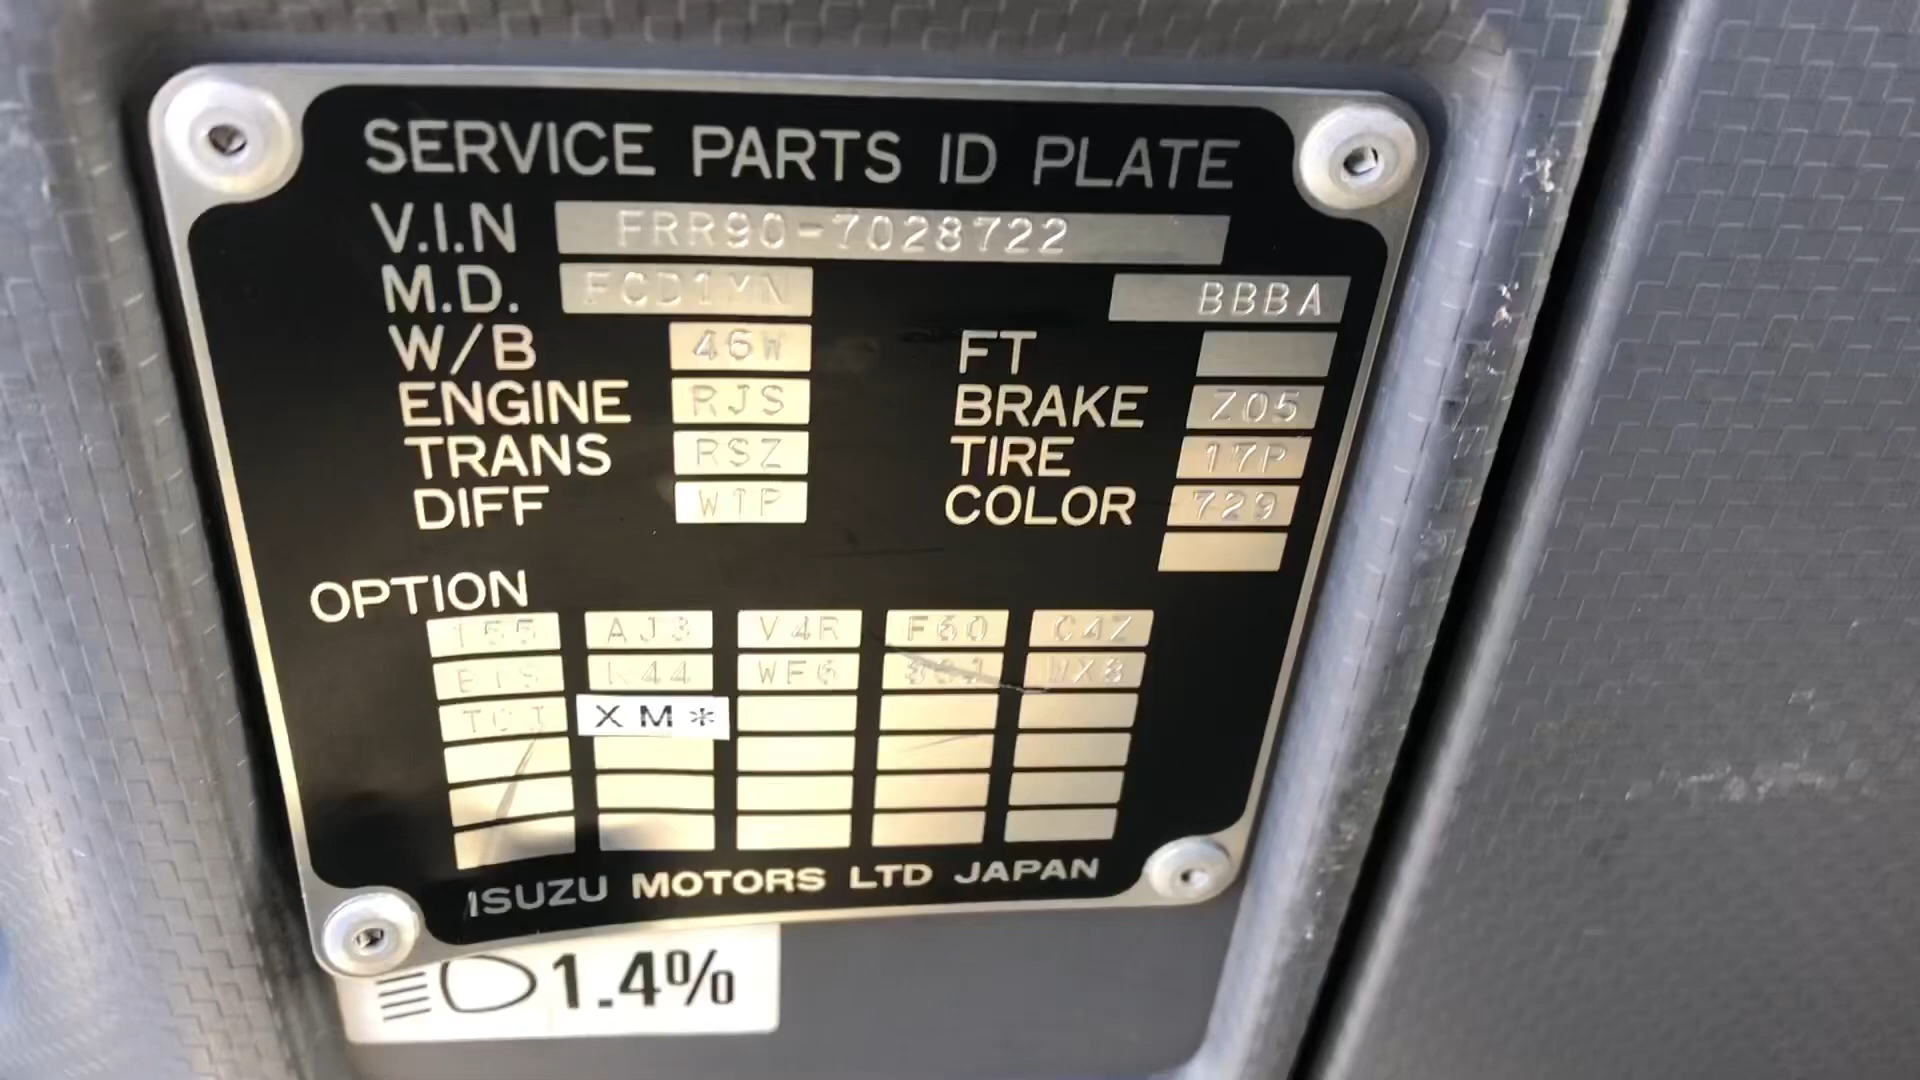 SERVICE PARTS ID PLATE
V.I.N FRR90-7028722
M.D. FCD1YN BBBA
W/B 46W FT
ENGINE RJS BRAKE Z05
TRANS RSZ TIRE 17P
DIFF W1P COLOR 729
OPTION
155 AJ3 V4R F60 C4Z
K44 WF6 WX8
XM*
ISUZU MOTORS LTD JAPAN
1.4%